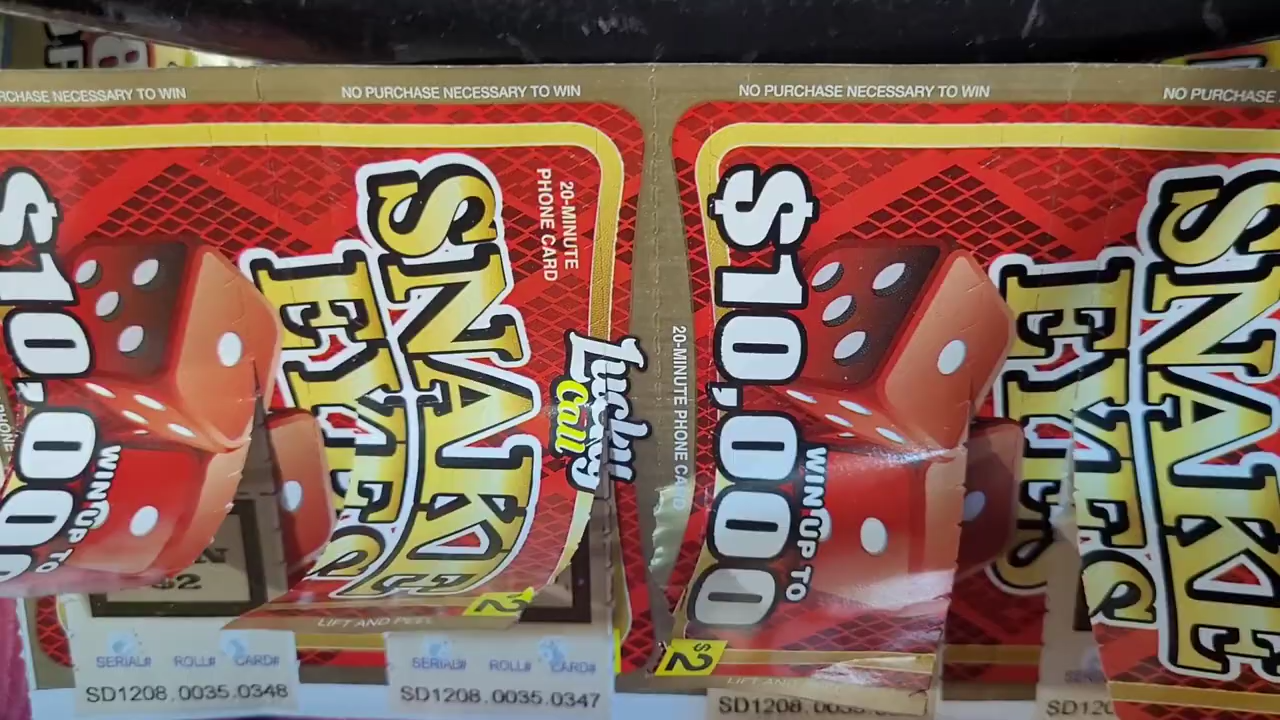 NO PURCHASE NECESSARY TO WIN
NO PURCHASE NECESSARY TO WIN
NO PURCHASE
NECESSARY TO WIN
20-MINUTE
PHONE CARD
SNAKE
EYES
$10,000
WIN UP TO
Lucky
Call
20-MINUTE PHONE CARD
$10,000
WIN UP TO
SNAKE
EYES
$2
$2
$2
LIFT AND PEEL
SERIAL# ROLL# CARD#
SD1208.0035.0348
SERIAL# ROLL# CARD#
SD1208.0035.0347
SD1208.